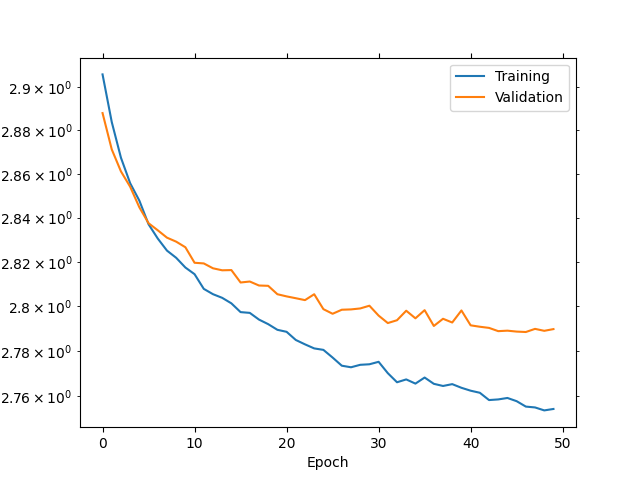 2.9 × 10⁰
2.88 × 10⁰
2.86 × 10⁰
2.84 × 10⁰
2.82 × 10⁰
2.8 × 10⁰
2.78 × 10⁰
2.76 × 10⁰
Training
Validation
0 10 20 30 40 50
Epoch